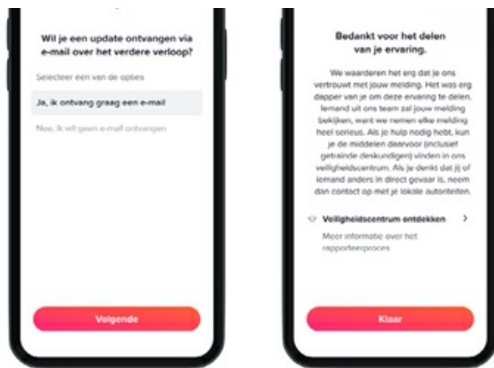 Wil je een update ontvangen via
e-mail over het verdere verloop?
Selecteer één van de opties
Ja, ik ontvang graag een e-mail
Nee, ik wil geen e-mail ontvangen
Volgende
Bedankt voor het delen
van je ervaring.
We waarderen het erg dat je ons
vertrouwt met jouw melding. Het was erg
dapper van je om deze ervaring te delen.
Iemand uit ons team zal jouw melding
bekijken, want we nemen elke melding
heel serieus. Als je hulp nodig hebt, kun
je de middelen daarvoor (inclusief
getrainde deskundigen) vinden in ons
veiligheidscentrum. Als je denkt dat jij of
iemand anders in direct gevaar is, neem
dan contact op met je lokale autoriteiten.
Veiligheidscentrum ontdekken
Meer informatie over het
rapporteerproces
Klaar